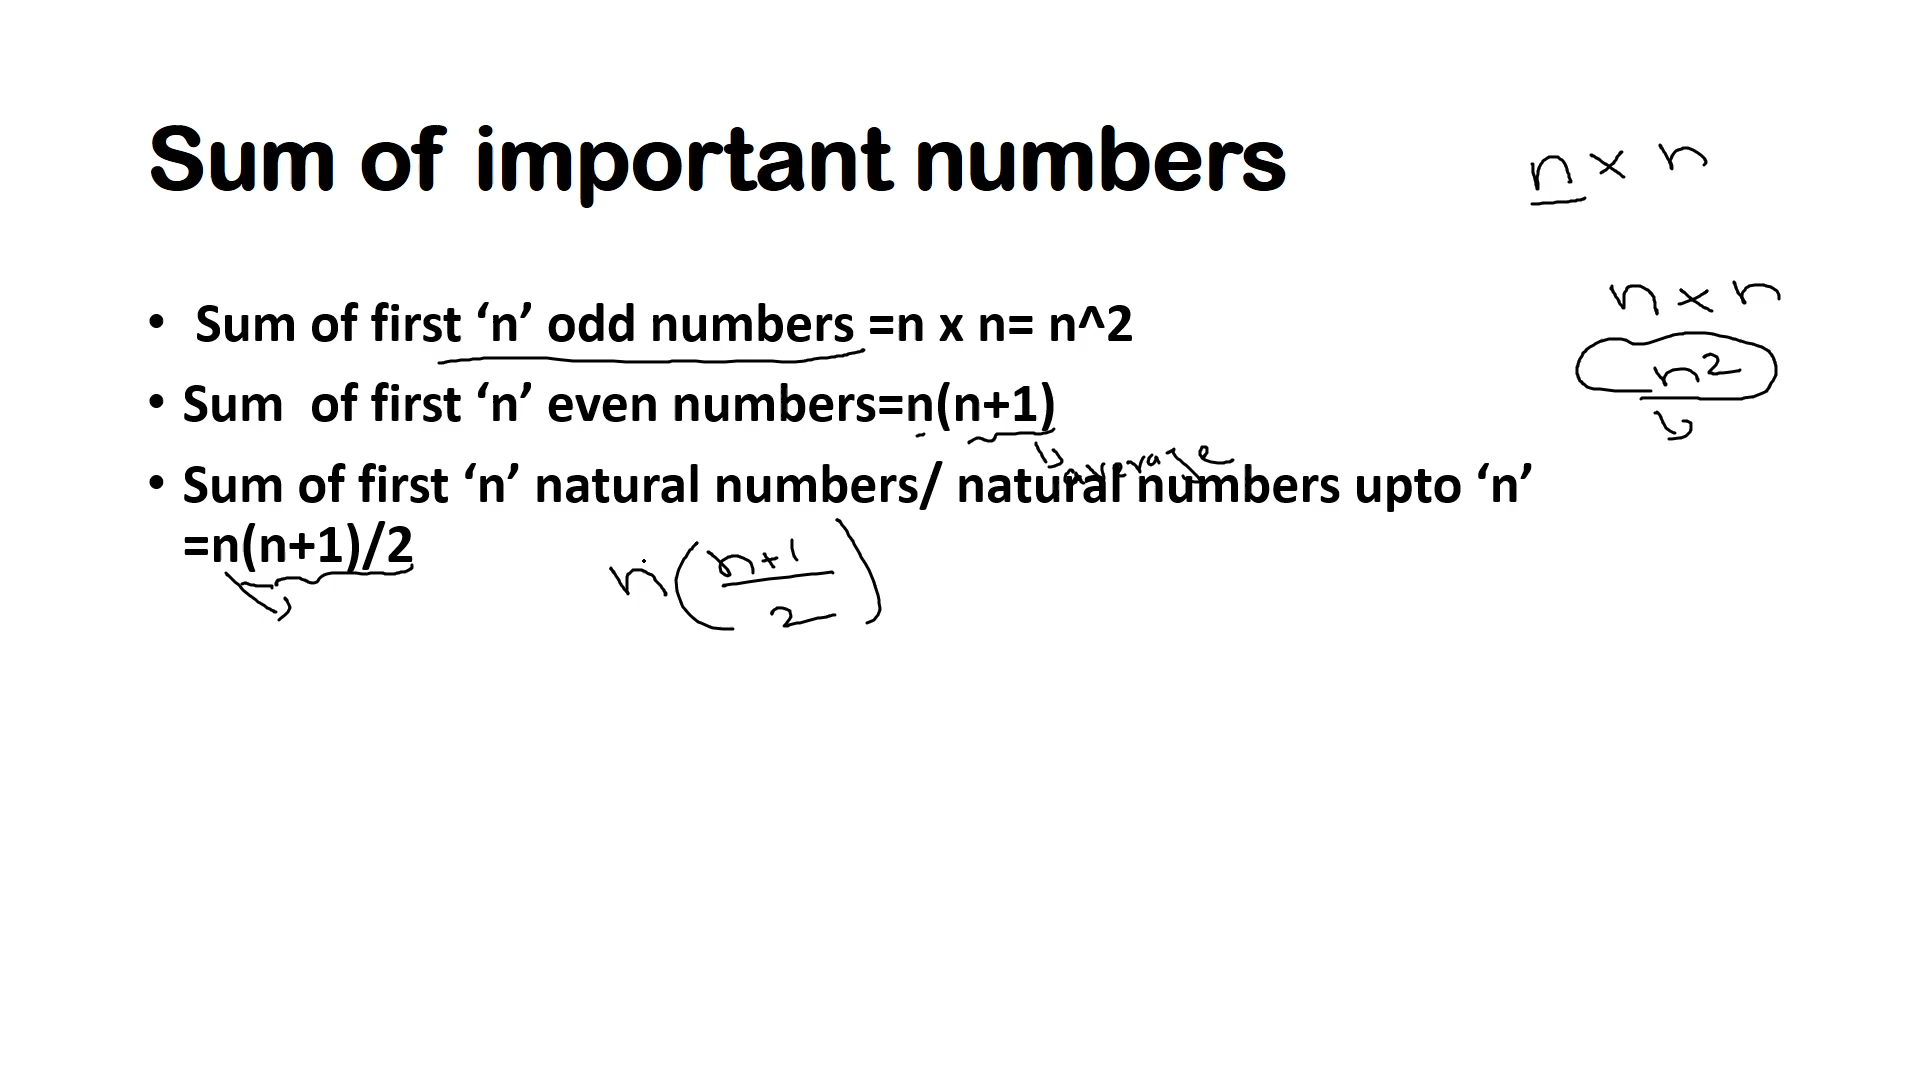 Sum of important numbers
n x n
• Sum of first ‘n’ odd numbers =n x n= n^2
n x n
n²
• Sum of first ‘n’ even numbers=n(n+1)
average
• Sum of first ‘n’ natural numbers/ natural numbers upto ‘n’
=n(n+1)/2
n(n+1/2)